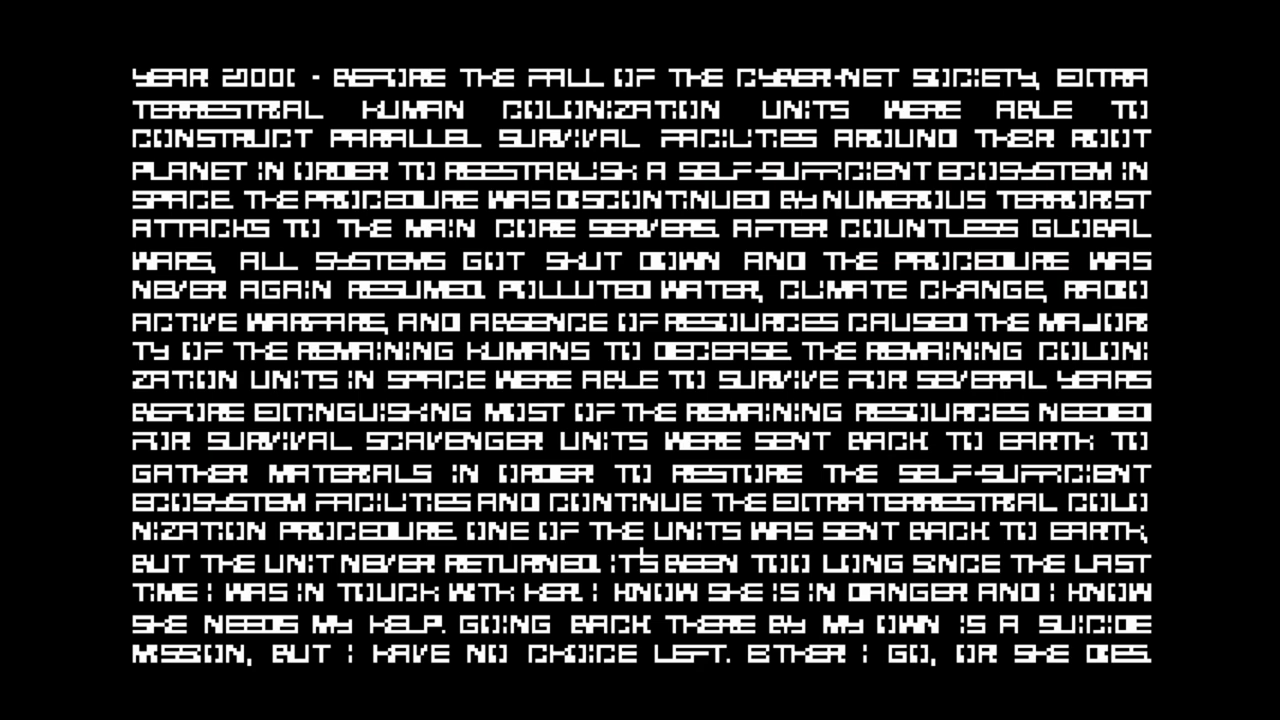 YEAR 2000 - BEFORE THE FALL OF THE CYBER-NET SOCIETY, EXTRA
TERRESTRIAL HUMAN COLONIZATION UNITS WERE ABLE TO
CONSTRUCT PARALLEL SURVIVAL FACILITIES AROUND THEIR ROOT
PLANET IN ORDER TO REESTABLISH A SELF-SUFFICIENT ECOSYSTEM IN
SPACE. THE PROCEDURE WAS DISCONTINUED BY NUMEROUS TERRORIST
ATTACKS TO THE MAIN CORE SERVERS. AFTER COUNTLESS GLOBAL
WARS, ALL SYSTEMS GOT SHUT DOWN AND THE PROCEDURE WAS
NEVER AGAIN RESUMED. POLLUTED WATER, CLIMATE CHANGE, RADIO
ACTIVE WARFARE, AND ABSENCE OF RESOURCES CAUSED THE MAJORI
TY OF THE REMAINING HUMANS TO DECEASE. THE REMAINING COLONI
ZATION UNITS IN SPACE WERE ABLE TO SURVIVE FOR SEVERAL YEARS
BEFORE EXTINGUISHING MOST OF THE REMAINING RESOURCES NEEDED
FOR SURVIVAL. SCAVENGER UNITS WERE SENT BACK TO EARTH TO
GATHER MATERIALS IN ORDER TO RESTORE THE SELF-SUFFICIENT
ECOSYSTEM FACILITIES AND CONTINUE THE EXTRATERRESTRIAL COLO
NIZATION PROCEDURE. ONE OF THE UNITS WAS SENT BACK TO EARTH,
BUT THE UNIT NEVER RETURNED. IT'S BEEN TOO LONG SINCE THE LAST
TIME I WAS IN TOUCH WITH HER. I KNOW SHE IS IN DANGER AND I KNOW
SHE NEEDS MY HELP. GOING BACK THERE BY MY OWN IS A SUICIDE
MISSION, BUT I HAVE NO CHOICE LEFT. EITHER I GO, OR SHE DIES.